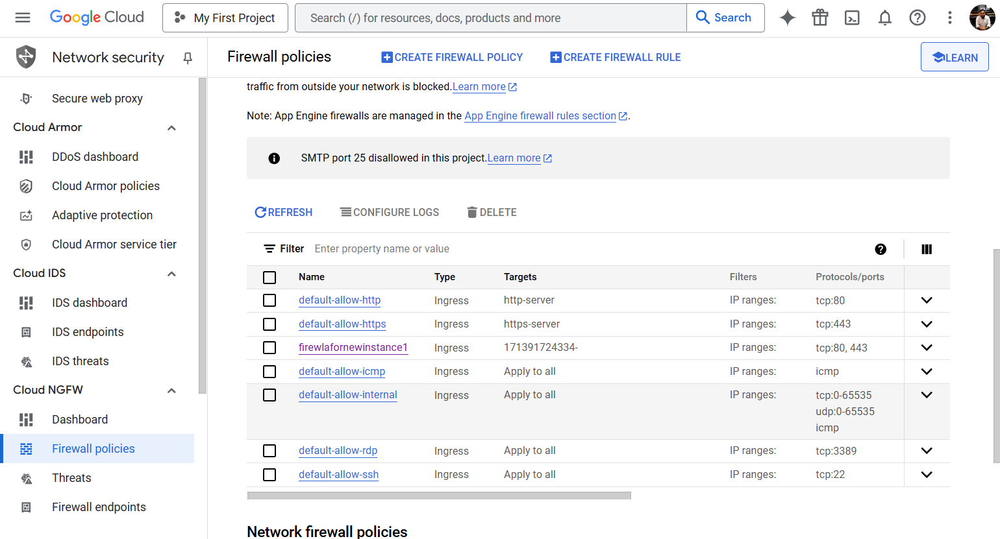 Google Cloud
My First Project
Search (/) for resources, docs, products and more
Search
Network security
Firewall policies
CREATE FIREWALL POLICY
CREATE FIREWALL RULE
LEARN
Secure web proxy
Cloud Armor
DDoS dashboard
Cloud Armor policies
Adaptive protection
Cloud Armor service tier
Cloud IDS
IDS dashboard
IDS endpoints
IDS threats
Cloud NGFW
Dashboard
Firewall policies
Threats
Firewall endpoints
traffic from outside your network is blocked.Learn more
Note: App Engine firewalls are managed in the App Engine firewall rules section.
SMTP port 25 disallowed in this project.Learn more
REFRESH CONFIGURE LOGS DELETE
Filter Enter property name or value
Name Type Targets Filters Protocols/ports
default-allow-http Ingress http-server IP ranges: tcp:80
default-allow-https Ingress https-server IP ranges: tcp:443
firewlafornewinstance1 Ingress 171391724334- IP ranges: tcp:80, 443
default-allow-icmp Ingress Apply to all IP ranges: icmp
default-allow-internal Ingress Apply to all IP ranges: tcp:0-65535
udp:0-65535
icmp
default-allow-rdp Ingress Apply to all IP ranges: tcp:3389
default-allow-ssh Ingress Apply to all IP ranges: tcp:22
Network firewall policies